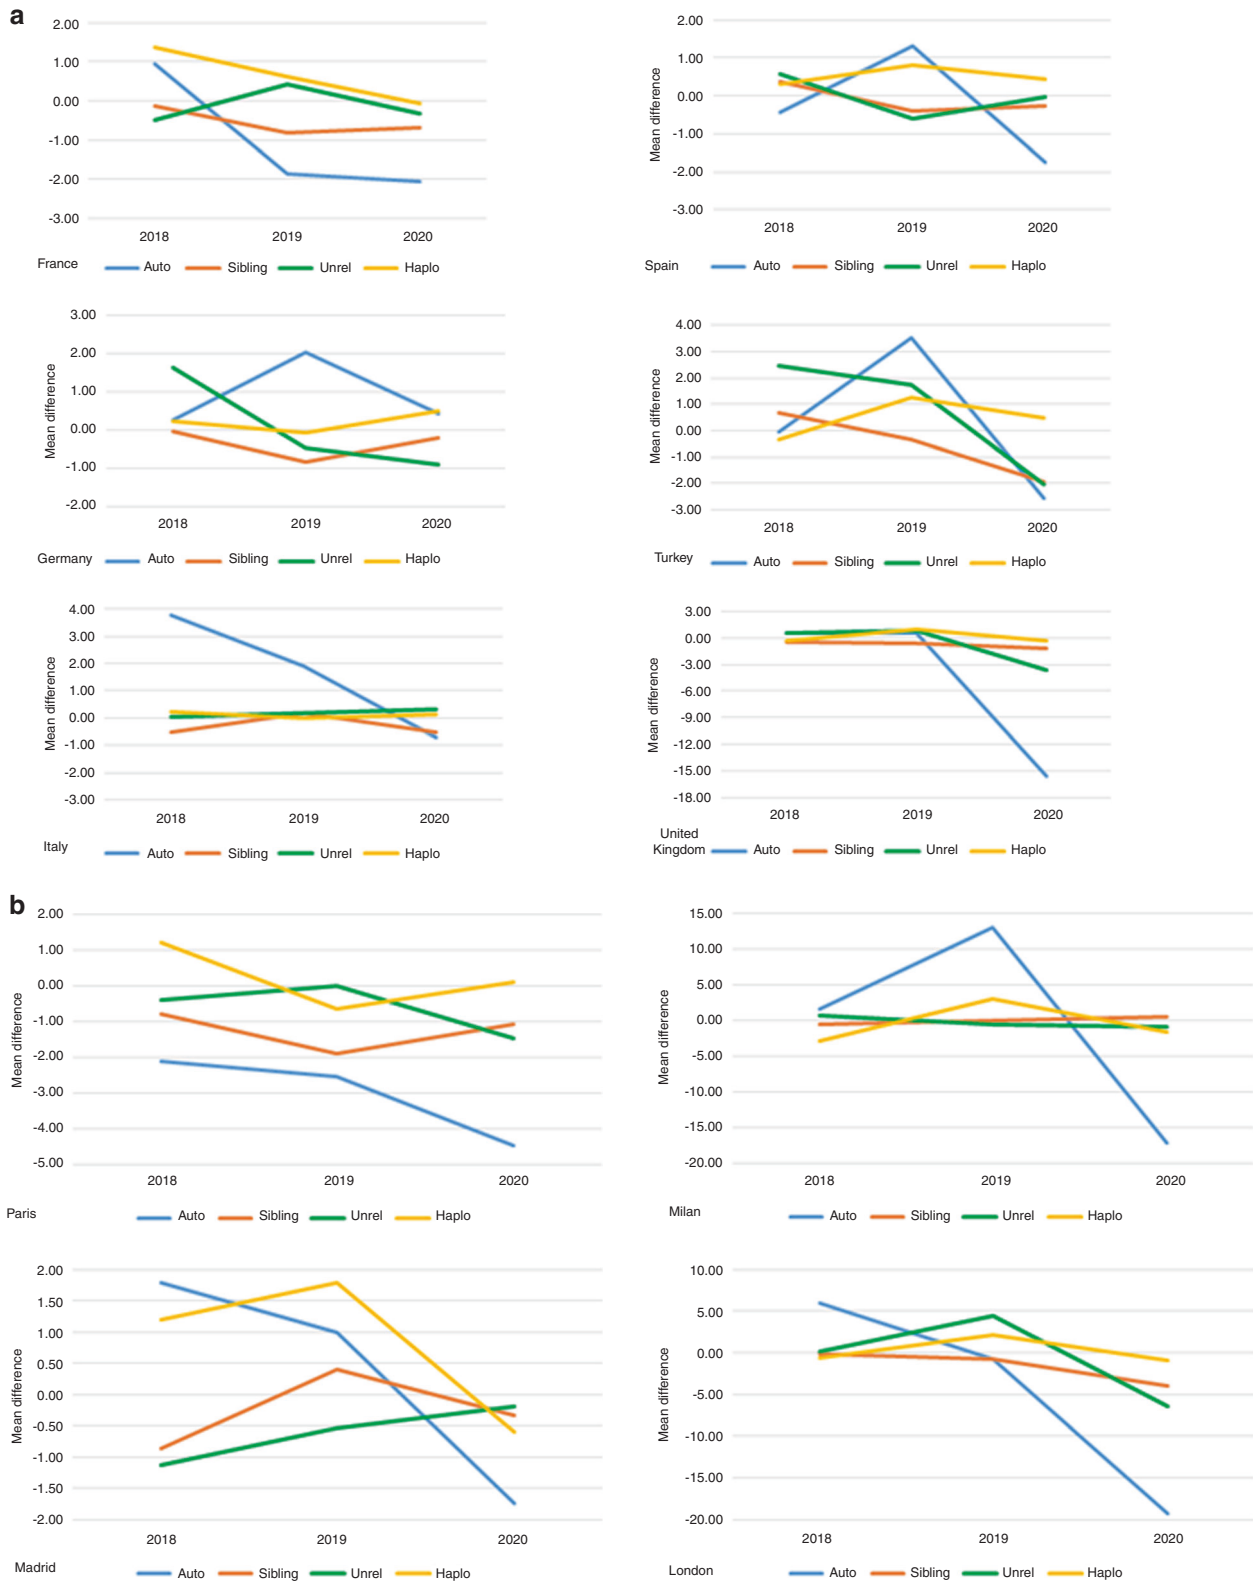 a
2.00
1.00
0.00
-1.00
-2.00
-3.00
2018 2019 2020
France Auto Sibling Unrel Haplo
Mean difference
2.00
1.00
0.00
-1.00
-2.00
-3.00
2018 2019 2020
Spain Auto Sibling Unrel Haplo
Mean difference
3.00
2.00
1.00
0.00
-1.00
-2.00
2018 2019 2020
Germany Auto Sibling Unrel Haplo
Mean difference
4.00
3.00
2.00
1.00
0.00
-1.00
-2.00
-3.00
2018 2019 2020
Turkey Auto Sibling Unrel Haplo
Mean difference
4.00
3.00
2.00
1.00
0.00
-1.00
-2.00
-3.00
2018 2019 2020
Italy Auto Sibling Unrel Haplo
Mean difference
3.00
0.00
-3.00
-6.00
-9.00
-12.00
-15.00
-18.00
2018 2019 2020
United
Kingdom Auto Sibling Unrel Haplo
b
Mean difference
2.00
1.00
0.00
-1.00
-2.00
-3.00
-4.00
-5.00
2018 2019 2020
Paris Auto Sibling Unrel Haplo
Mean difference
15.00
10.00
5.00
0.00
-5.00
-10.00
-15.00
-20.00
2018 2019 2020
Milan Auto Sibling Unrel Haplo
Mean difference
2.00
1.50
1.00
0.50
0.00
-0.50
-1.00
-1.50
-2.00
2018 2019 2020
Madrid Auto Sibling Unrel Haplo
Mean difference
10.00
5.00
0.00
-5.00
-10.00
-15.00
-20.00
2018 2019 2020
London Auto Sibling Unrel Haplo